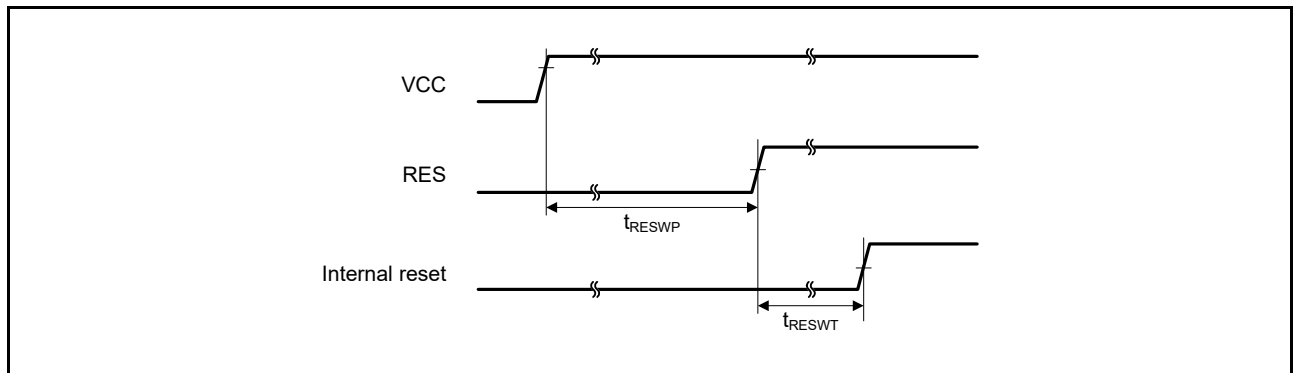 VCC
RES
tRESWP
Internal reset
tRESWT